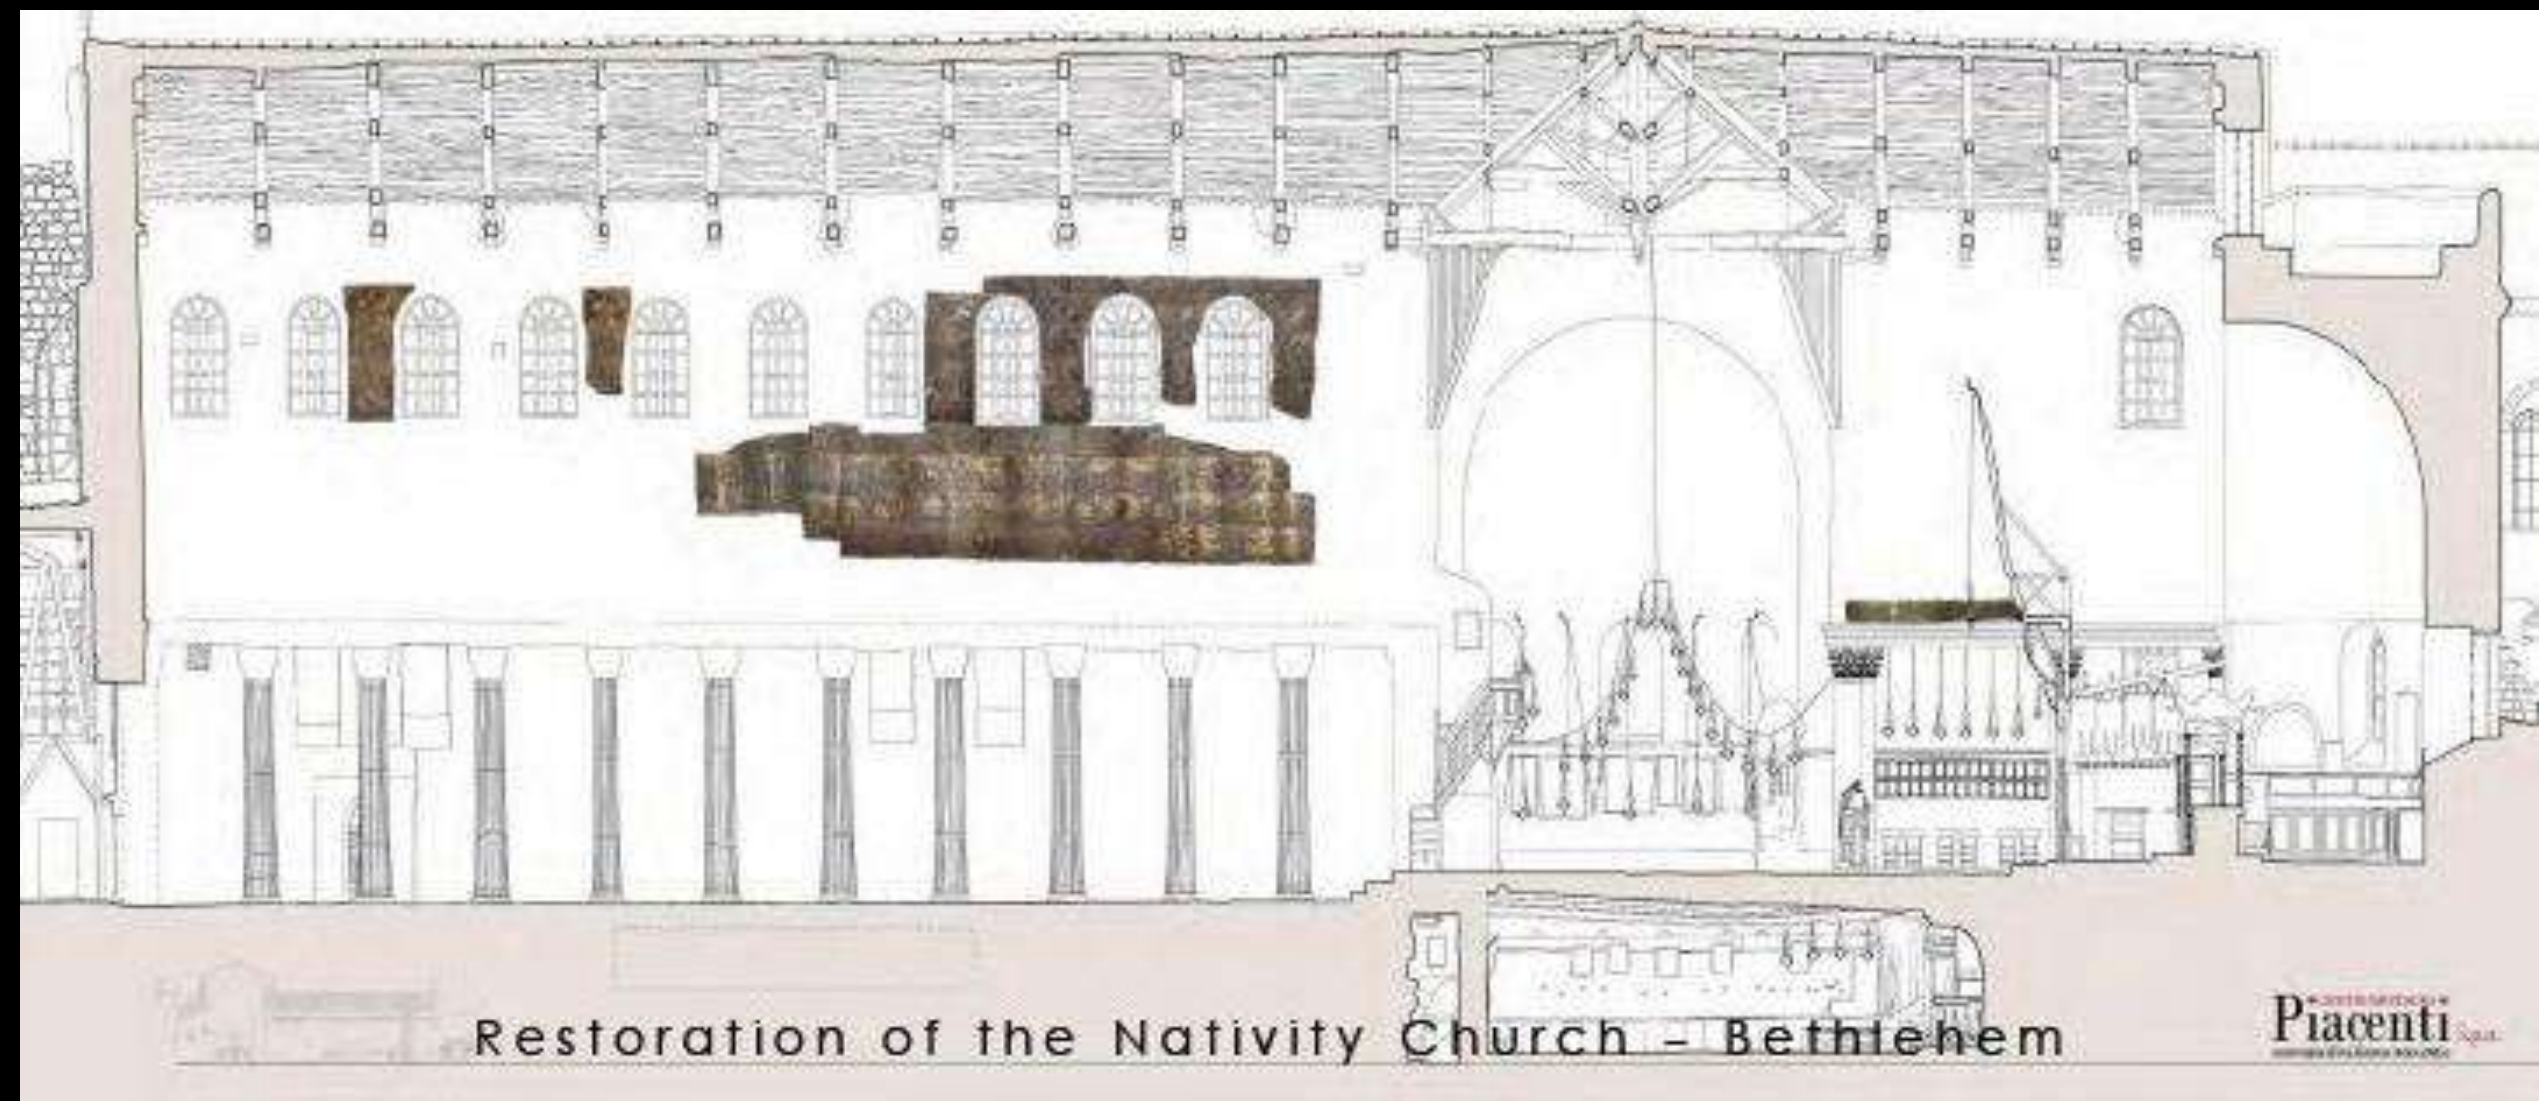 Restoration of the Nativity Church – Bethlehem
Piacenti